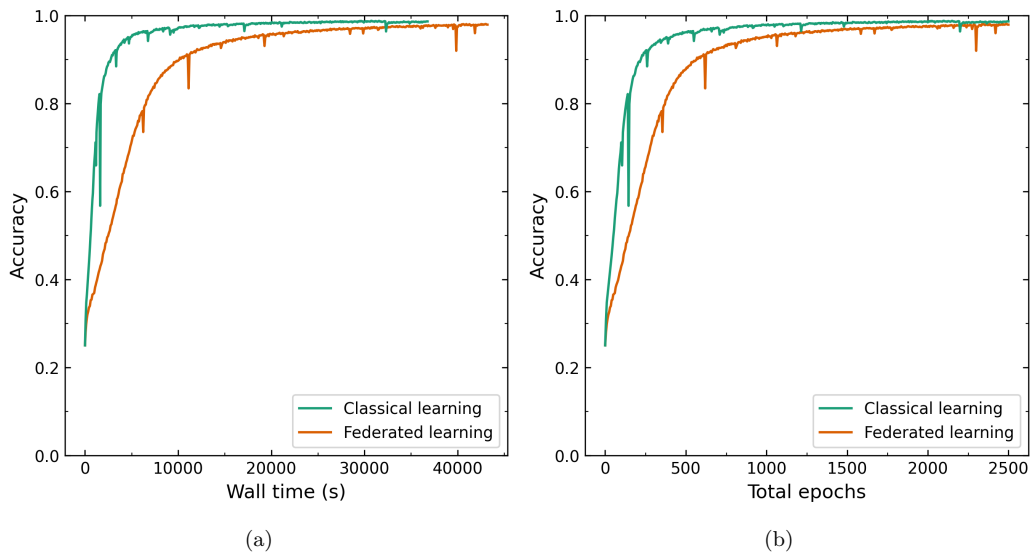 1.0
0.8
0.6
0.4
0.2
0.0
Accuracy
0 10000 20000 30000 40000
Wall time (s)
Classical learning
Federated learning
(a)
1.0
0.8
0.6
0.4
0.2
0.0
Accuracy
0 500 1000 1500 2000 2500
Total epochs
Classical learning
Federated learning
(b)